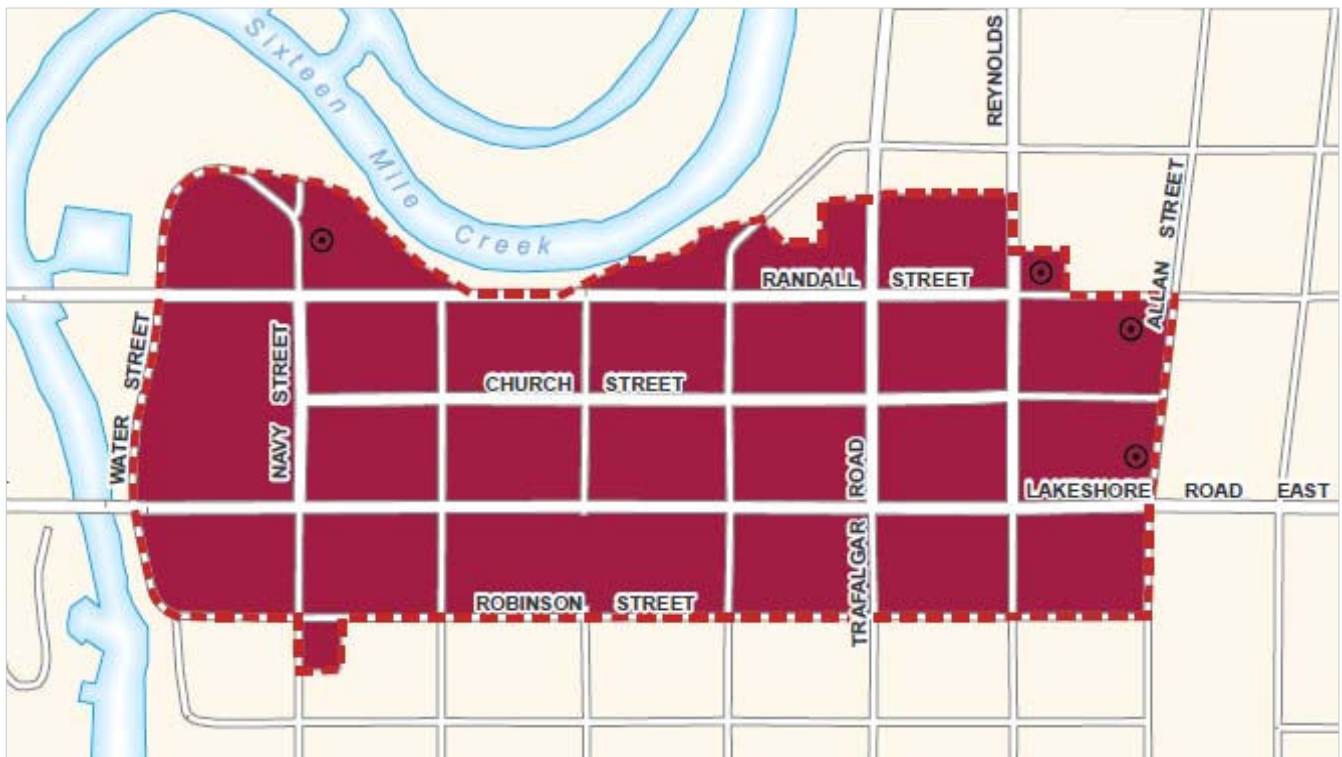 Sixteen Mile Creek
REYNOLDS
ALLAN STREET
RANDALL STREET
WATER STREET
NAVY STREET
CHURCH STREET
TRAFALGAR ROAD
LAKESHORE ROAD EAST
ROBINSON STREET